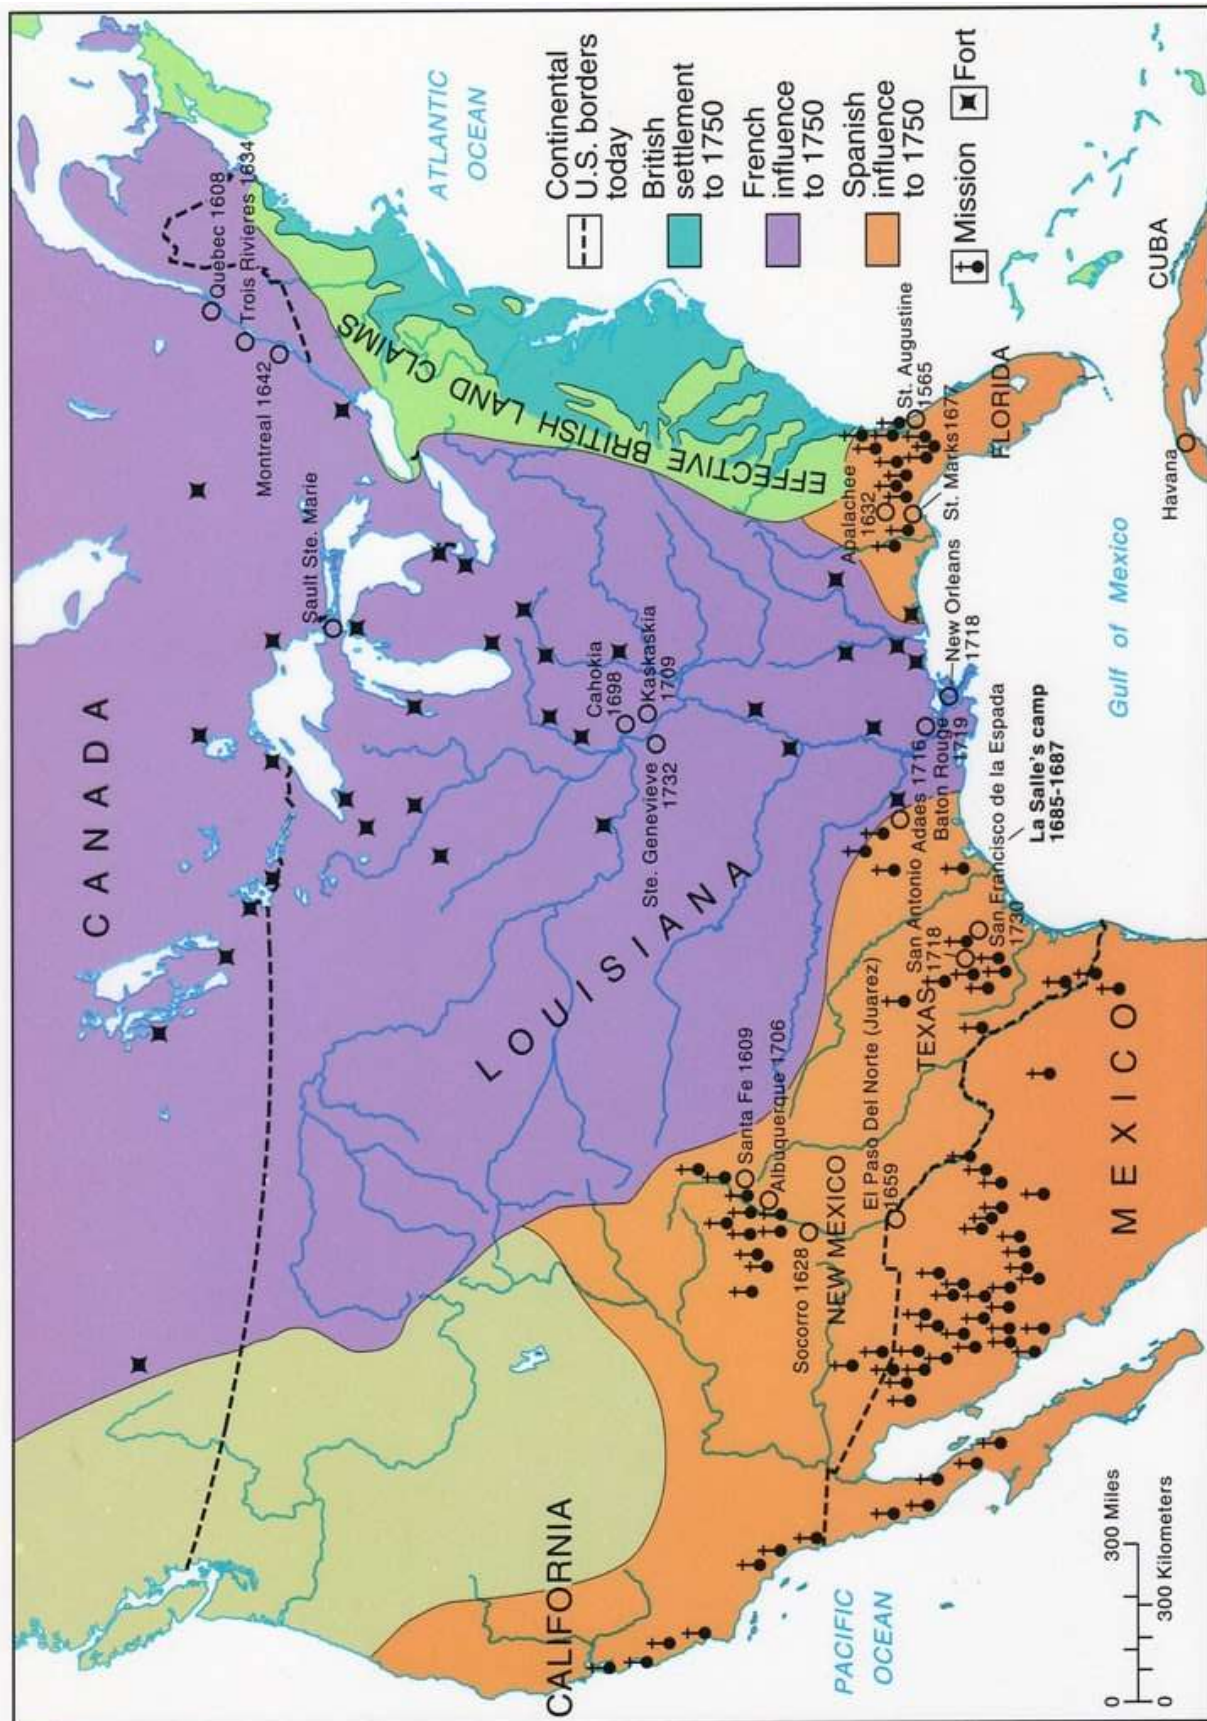 CANADA
Quebec 1608
Trois Rivieres 1634
Montreal 1642
Sault Ste. Marie
ATLANTIC
OCEAN
EFFECTIVE BRITISH LAND CLAIMS
Continental
U.S. borders
today
British
settlement
to 1750
French
influence
to 1750
Spanish
influence
to 1750
Mission
Fort
Cahokia
1698
Kaskaskia
1709
Ste. Genevieve
1732
LOUISIANA
CALIFORNIA
Santa Fe 1609
Albuquerque 1706
Socorro 1628
NEW MEXICO
El Paso Del Norte (Juarez)
1659
TEXAS
San Antonio
1718
Adaes 1716
Baton Rouge
1719
New Orleans
1718
San Francisco de la Espada
1730
La Salle's camp
1685-1687
Apalachee
1632
St. Augustine
1565
St. Marks 1677
FLORIDA
Gulf of Mexico
Havana
CUBA
MEXICO
PACIFIC
OCEAN
0 300 Miles
0 300 Kilometers